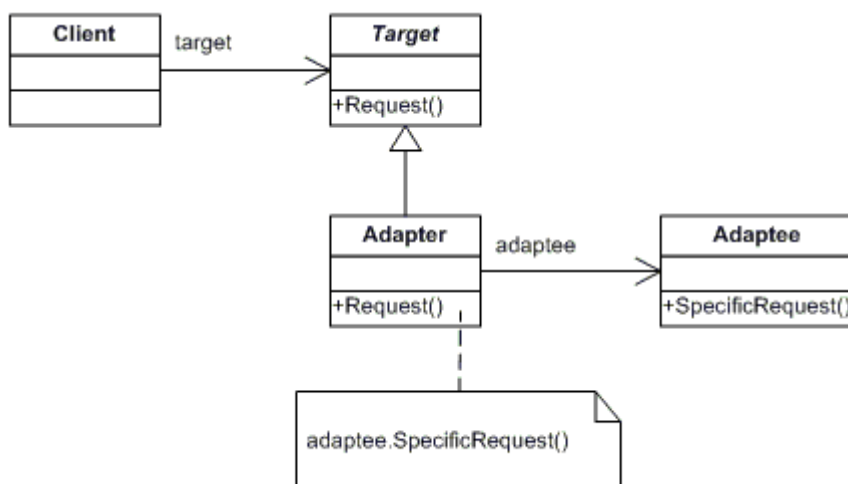 Client
target
Target
+Request()
Adapter
adaptee
Adaptee
+Request()
+SpecificRequest()
adaptee.SpecificRequest()